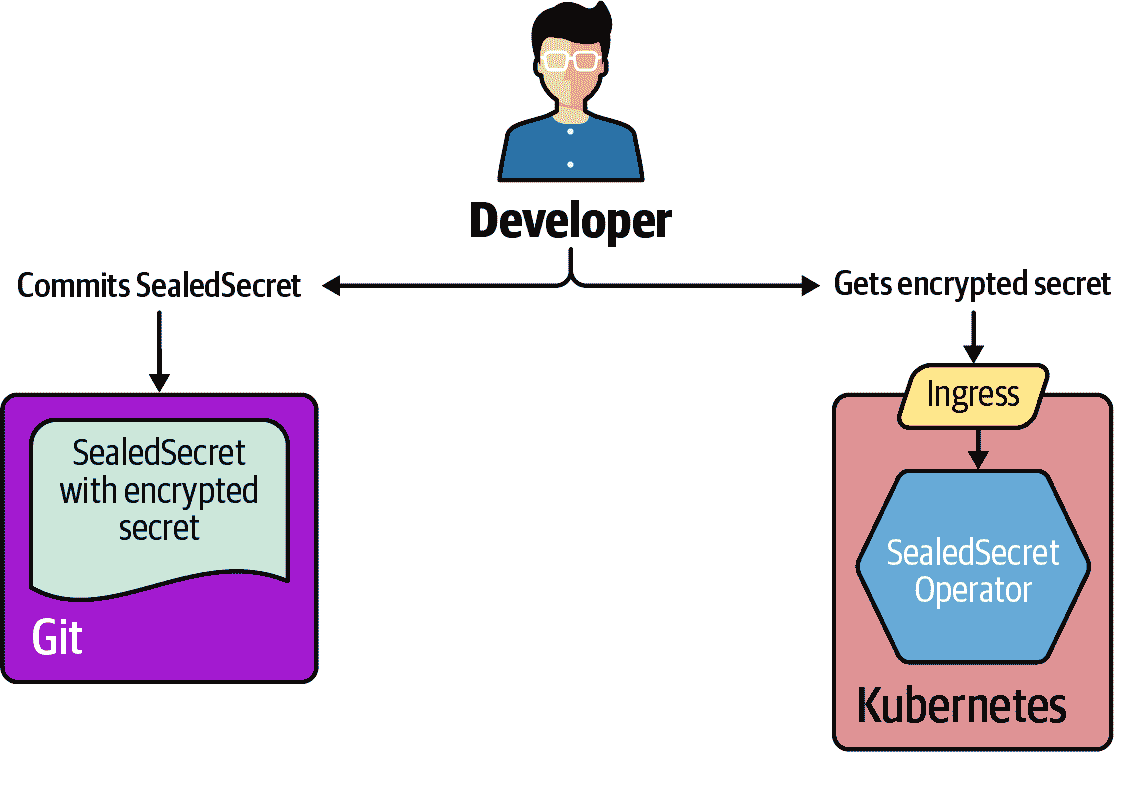 Developer
Commits SealedSecret
Gets encrypted secret
Ingress
SealedSecret
with encrypted
secret
Git
SealedSecret
Operator
Kubernetes